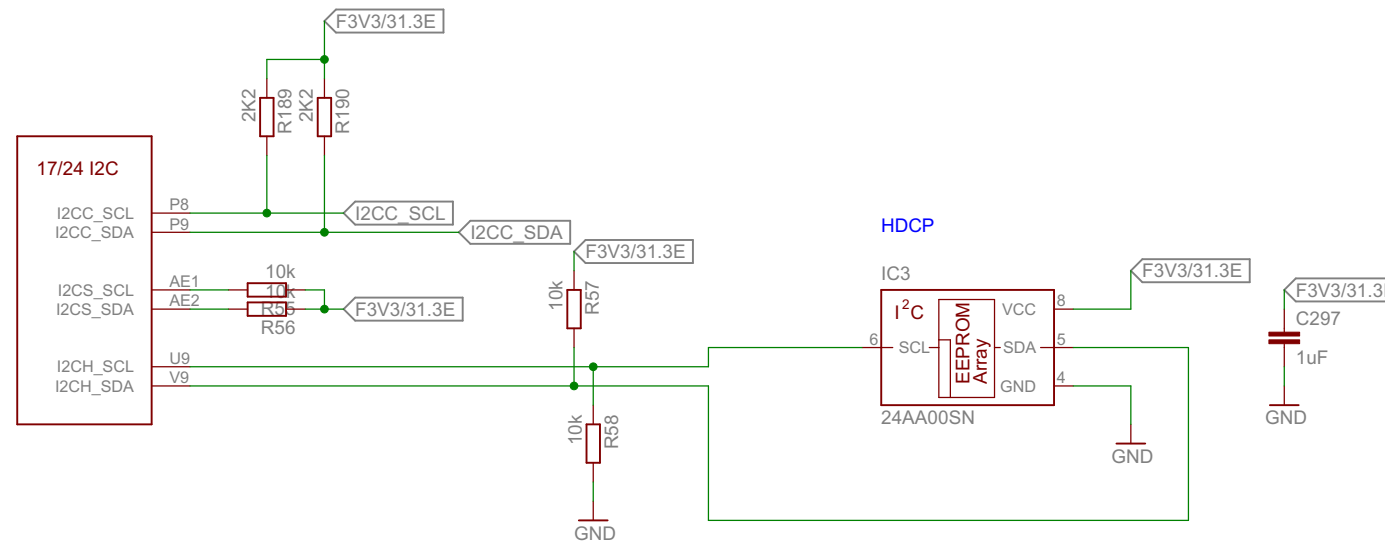 F3V3/31.3E
2K2
R189
2K2
R190
17/24 I2C
I2CC_SCL
P8
I2CC_SCL
I2CC_SDA
P9
I2CC_SDA
F3V3/31.3E
HDCP
10k
I2CS_SCL
AE1
10k
R55
I2CS_SDA
AE2
F3V3/31.3E
R56
10k
R57
I2CH_SCL
U9
I2CH_SDA
V9
10k
R58
GND
IC3
I²C
EEPROM
Array
6
SCL
VCC
8
SDA
5
GND
4
24AA00SN
F3V3/31.3E
GND
F3V3/31.3E
C297
1uF
GND